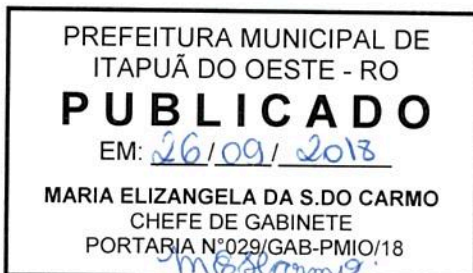 PREFEITURA MUNICIPAL DE
ITAPUÃ DO OESTE - RO
PUBLICADO
EM: 26/09/2018
MARIA ELIZANGELA DA S.DO CARMO
CHEFE DE GABINETE
PORTARIA N°029/GAB-PMIO/18